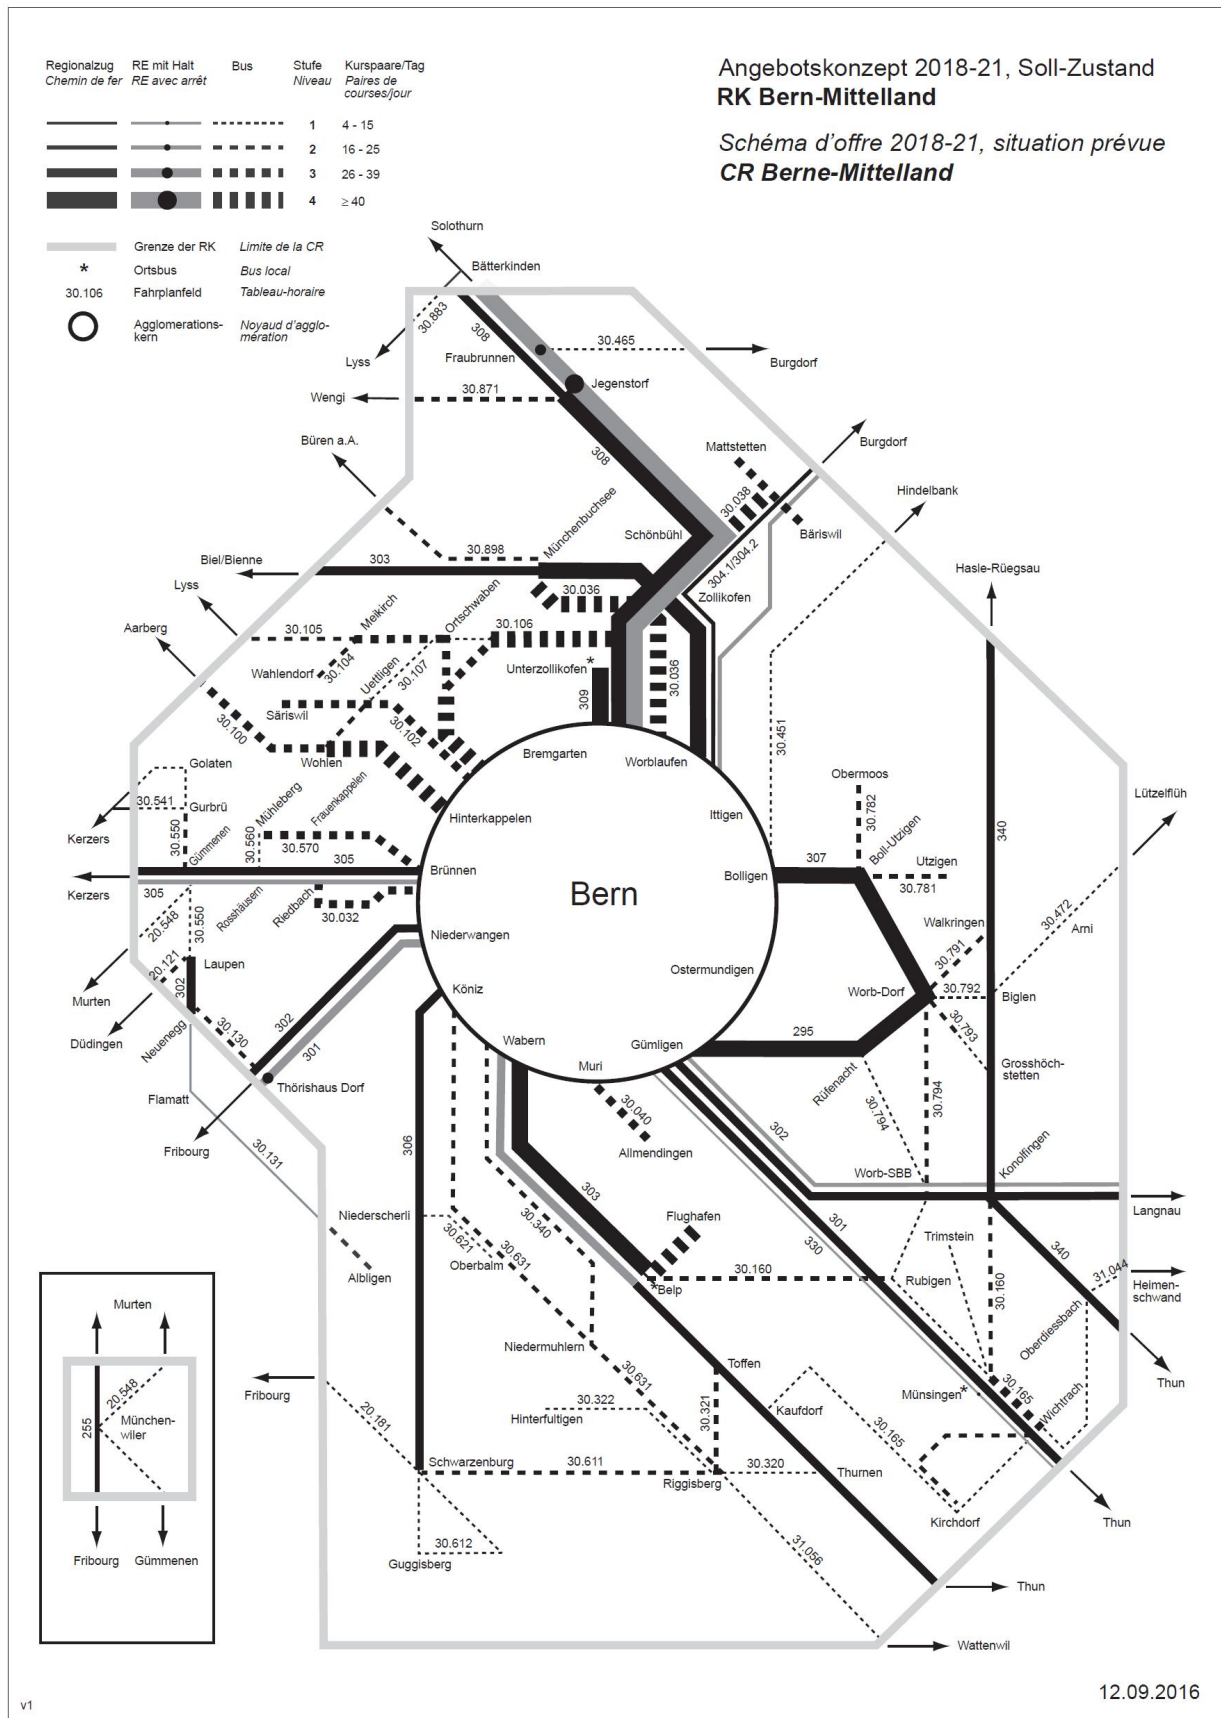 Regionalzug RE mit Halt Bus Stufe Kurspaare/Tag
Chemin de fer RE avec arrêt Niveau Paires de
courses/jour
1 4 - 15
2 16 - 25
3 26 - 39
4 ≥ 40
Grenze der RK Limite de la CR
* Ortsbus Bus local
30.106 Fahrplanfeld Tableau-horaire
Agglomerations- Noyaud d'agglo-
kern mération
Angebotskonzept 2018-21, Soll-Zustand
RK Bern-Mittelland
Schéma d'offre 2018-21, situation prévue
CR Berne-Mittelland
Solothurn
Bätterkinden
30.883
308
Lyss
Fraubrunnen
30.465
Burgdorf
Jegenstorf
Wengi
30.871
Büren a.A.
308
Mattstetten
Burgdorf
Hindelbank
30.038
Münchenbuchsee
Schönbühl
Bäriswil
30.898
Biel/Bienne
303
304.1/304.2
Hasle-Rüegsau
Lyss
30.036
Zollikofen
Aarberg
30.105
Meikirch
Ortschwaben
30.106
Wahlendorf
30.104
Uettligen
30.107
Unterzollikofen
*
309
30.036
Säriswil
30.100
30.102
30.451
Wohlen
Bremgarten
Worblaufen
Golaten
Obermoos
Lützelflüh
30.541
Gurbrü
Mühleberg
Frauenkappelen
Hinterkappelen
Ittigen
30.782
340
Kerzers
30.550
Gümmenen
30.560
30.570
305
Brünnen
Bolligen
307
Boll-Utzigen
Utzigen
30.781
Kerzers
305
Bern
20.548
30.550
Rosshäusern
Riedbach
30.032
Niederwangen
Walkringen
30.472
Arni
20.121
Laupen
302
Ostermundigen
30.791
Murten
Köniz
Worb-Dorf
30.792
Biglen
Düdingen
Neuenegg
30.130
302
301
Wabern
Muri
Gümligen
295
30.793
Grosshöch-
stetten
Thörishaus Dorf
Rüfenacht
30.794
30.794
Flamatt
30.040
Fribourg
306
Allmendingen
302
30.131
Worb-SBB
Konolfingen
303
Niederscherli
Flughafen
301
Langnau
30.621
30.340
330
Trimstein
340
Oberbalm
30.631
31.044
Albligen
30.160
Rubigen
30.160
Heimen-
schwand
*
Belp
Oberdiessbach
Murten
Niedermuhlern
Toffen
Thun
Fribourg
30.631
Münsingen*
30.165
Wichtrach
20.548
20.181
30.322
30.321
Kaufdorf
München-
wiler
255
Hinterfultigen
30.165
Schwarzenburg
30.611
30.320
Thurnen
Riggisberg
Kirchdorf
Thun
30.612
31.056
Fribourg Gümmenen
Guggisberg
Thun
Wattenwil
12.09.2016
v1